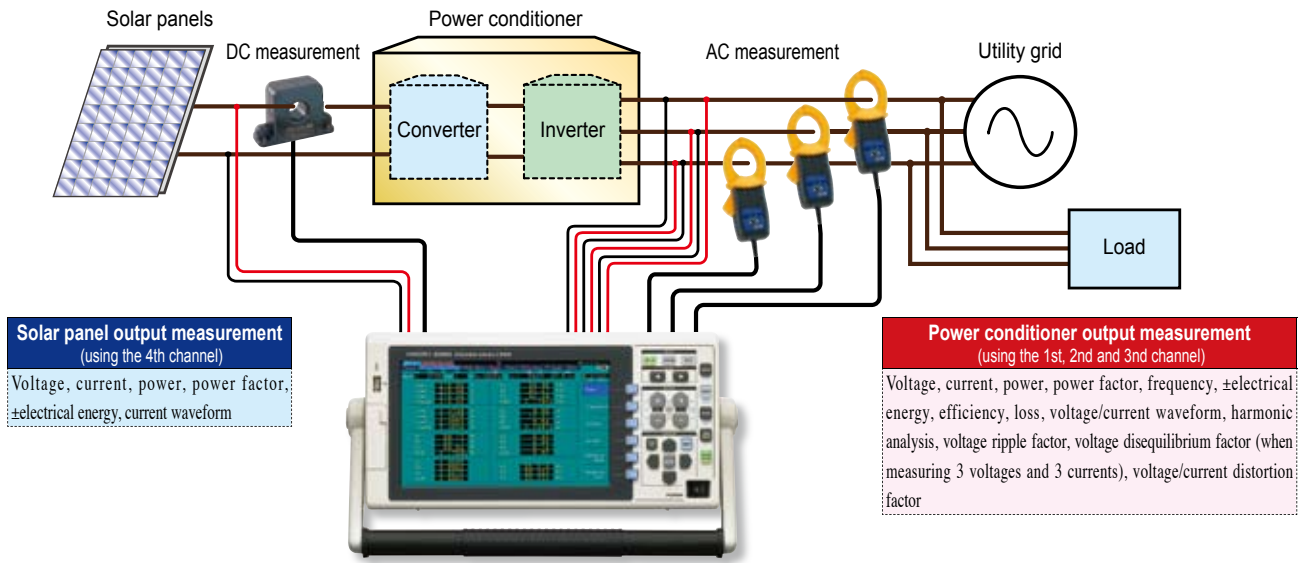 Solar panels
Power conditioner
DC measurement
AC measurement
Utility grid
Converter
Inverter
Load
Solar panel output measurement
(using the 4th channel)
Voltage, current, power, power factor,
±electrical energy, current waveform
Power conditioner output measurement
(using the 1st, 2nd and 3nd channel)
Voltage, current, power, power factor, frequency, ±electrical
energy, efficiency, loss, voltage/current waveform, harmonic
analysis, voltage ripple factor, voltage disequilibrium factor (when
measuring 3 voltages and 3 currents), voltage/current distortion
factor